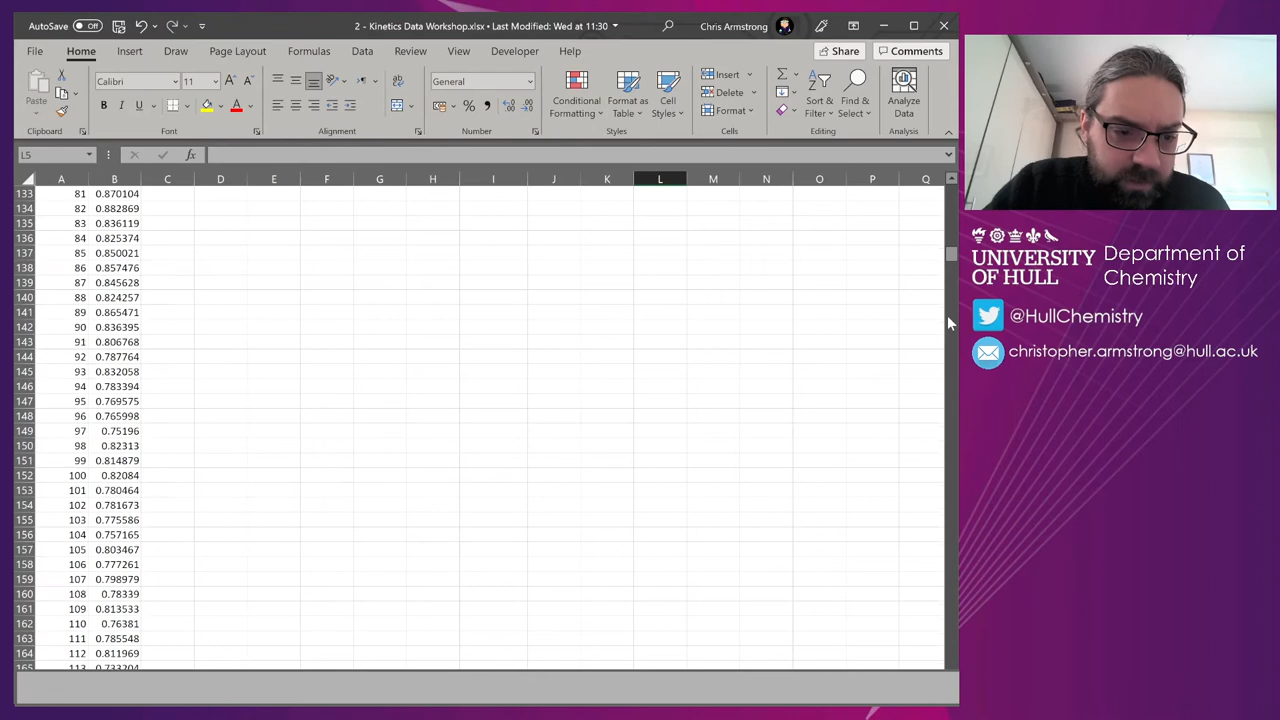 AutoSave Off 2 - Kinetics Data Workshop.xlsx • Last Modified: Wed at 11:30 Chris Armstrong
File Home Insert Draw Page Layout Formulas Data Review View Developer Help Share Comments
Paste
Calibri 11
B I U
A A
ab
General
% 9
Conditional Formatting
Format as Table
Cell Styles
Insert
Delete
Format
Sort & Filter
Find & Select
Analyze Data
Clipboard Font Alignment Number Styles Cells Editing Analysis
L5 fx
A B C D E F G H I J K L M N O P Q
133 81 0.870104
134 82 0.882869
135 83 0.836119
136 84 0.825374
137 85 0.850021
138 86 0.857476
139 87 0.845628
140 88 0.824257
141 89 0.865471
142 90 0.836395
143 91 0.806768
144 92 0.787764
145 93 0.832058
146 94 0.783394
147 95 0.769575
148 96 0.765998
149 97 0.75196
150 98 0.82313
151 99 0.814879
152 100 0.82084
153 101 0.780464
154 102 0.781673
155 103 0.775586
156 104 0.757165
157 105 0.803467
158 106 0.777261
159 107 0.798979
160 108 0.78339
161 109 0.813533
162 110 0.76381
163 111 0.785548
164 112 0.811969
165 113 0.733204
UNIVERSITY OF HULL
Department of Chemistry
@HullChemistry
christopher.armstrong@hull.ac.uk